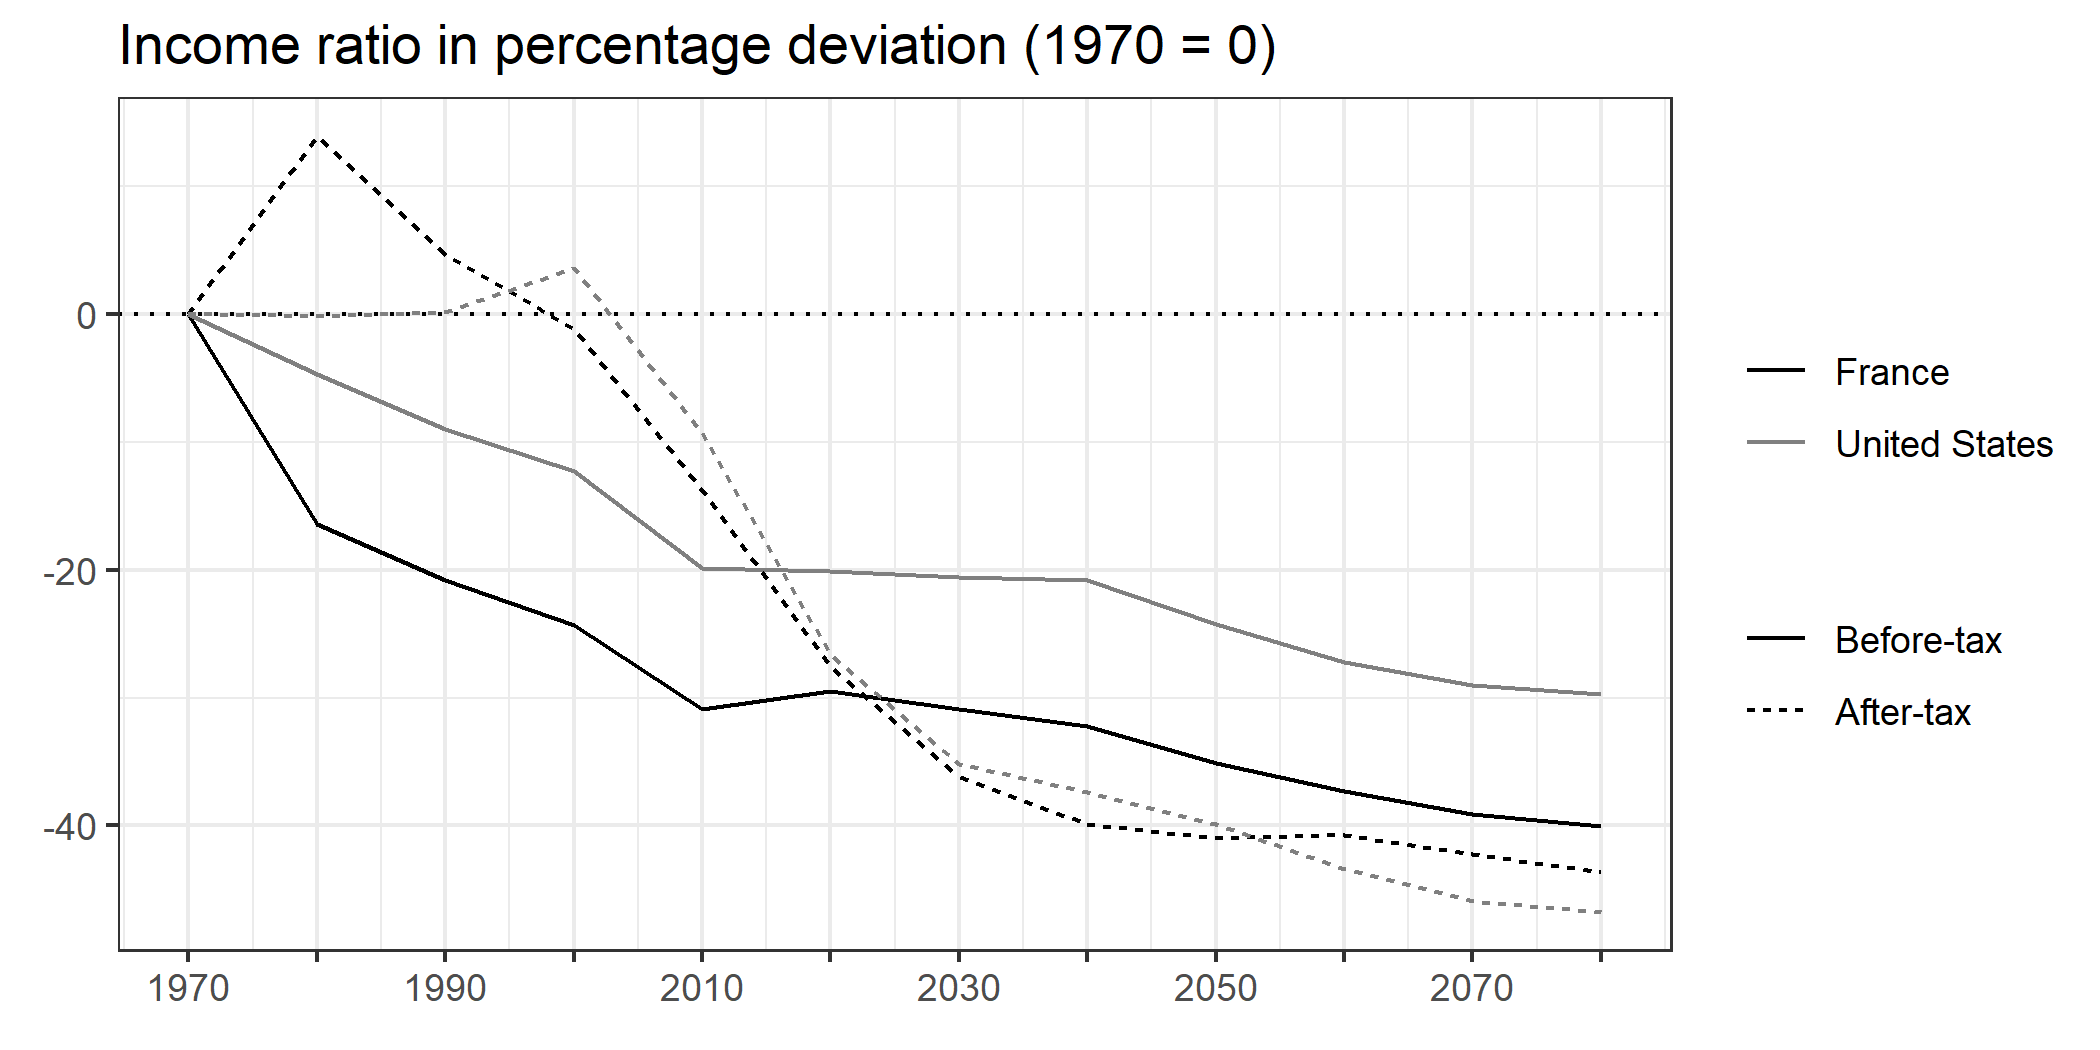 Income ratio in percentage deviation (1970 = 0)
0
-20
-40
1970 1990 2010 2030 2050 2070
France
United States
Before-tax
After-tax